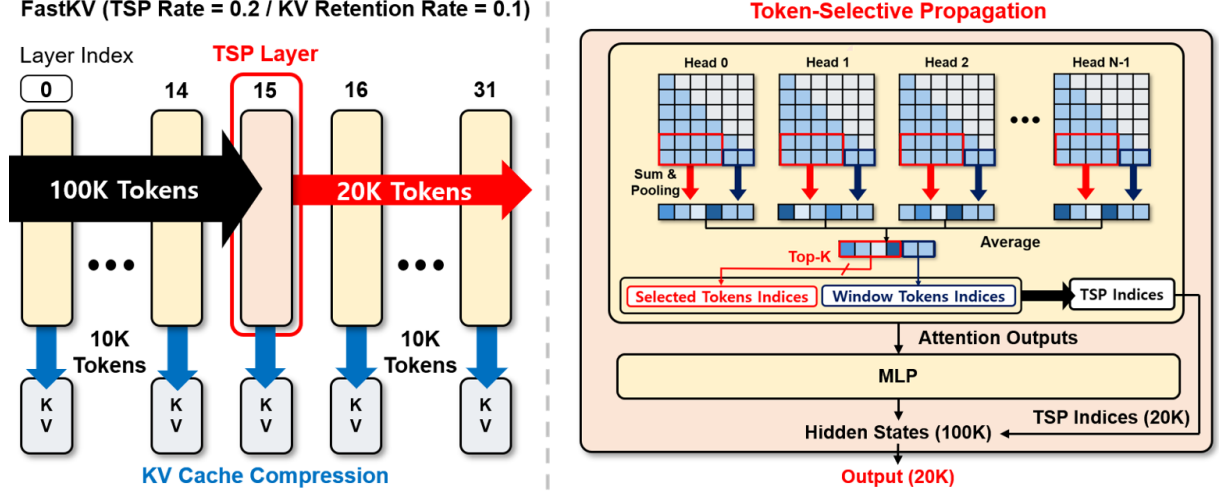 FastKV (TSP Rate = 0.2 / KV Retention Rate = 0.1)
Layer Index
TSP Layer
0
14
15
16
31
100K Tokens
20K Tokens
10K
Tokens
10K
Tokens
K
V
K
V
K
V
K
V
K
V
KV Cache Compression
Token-Selective Propagation
Head 0
Head 1
Head 2
Head N-1
Sum &
Pooling
Average
Top-K
Selected Tokens Indices
Window Tokens Indices
TSP Indices
Attention Outputs
MLP
TSP Indices (20K)
Hidden States (100K)
Output (20K)